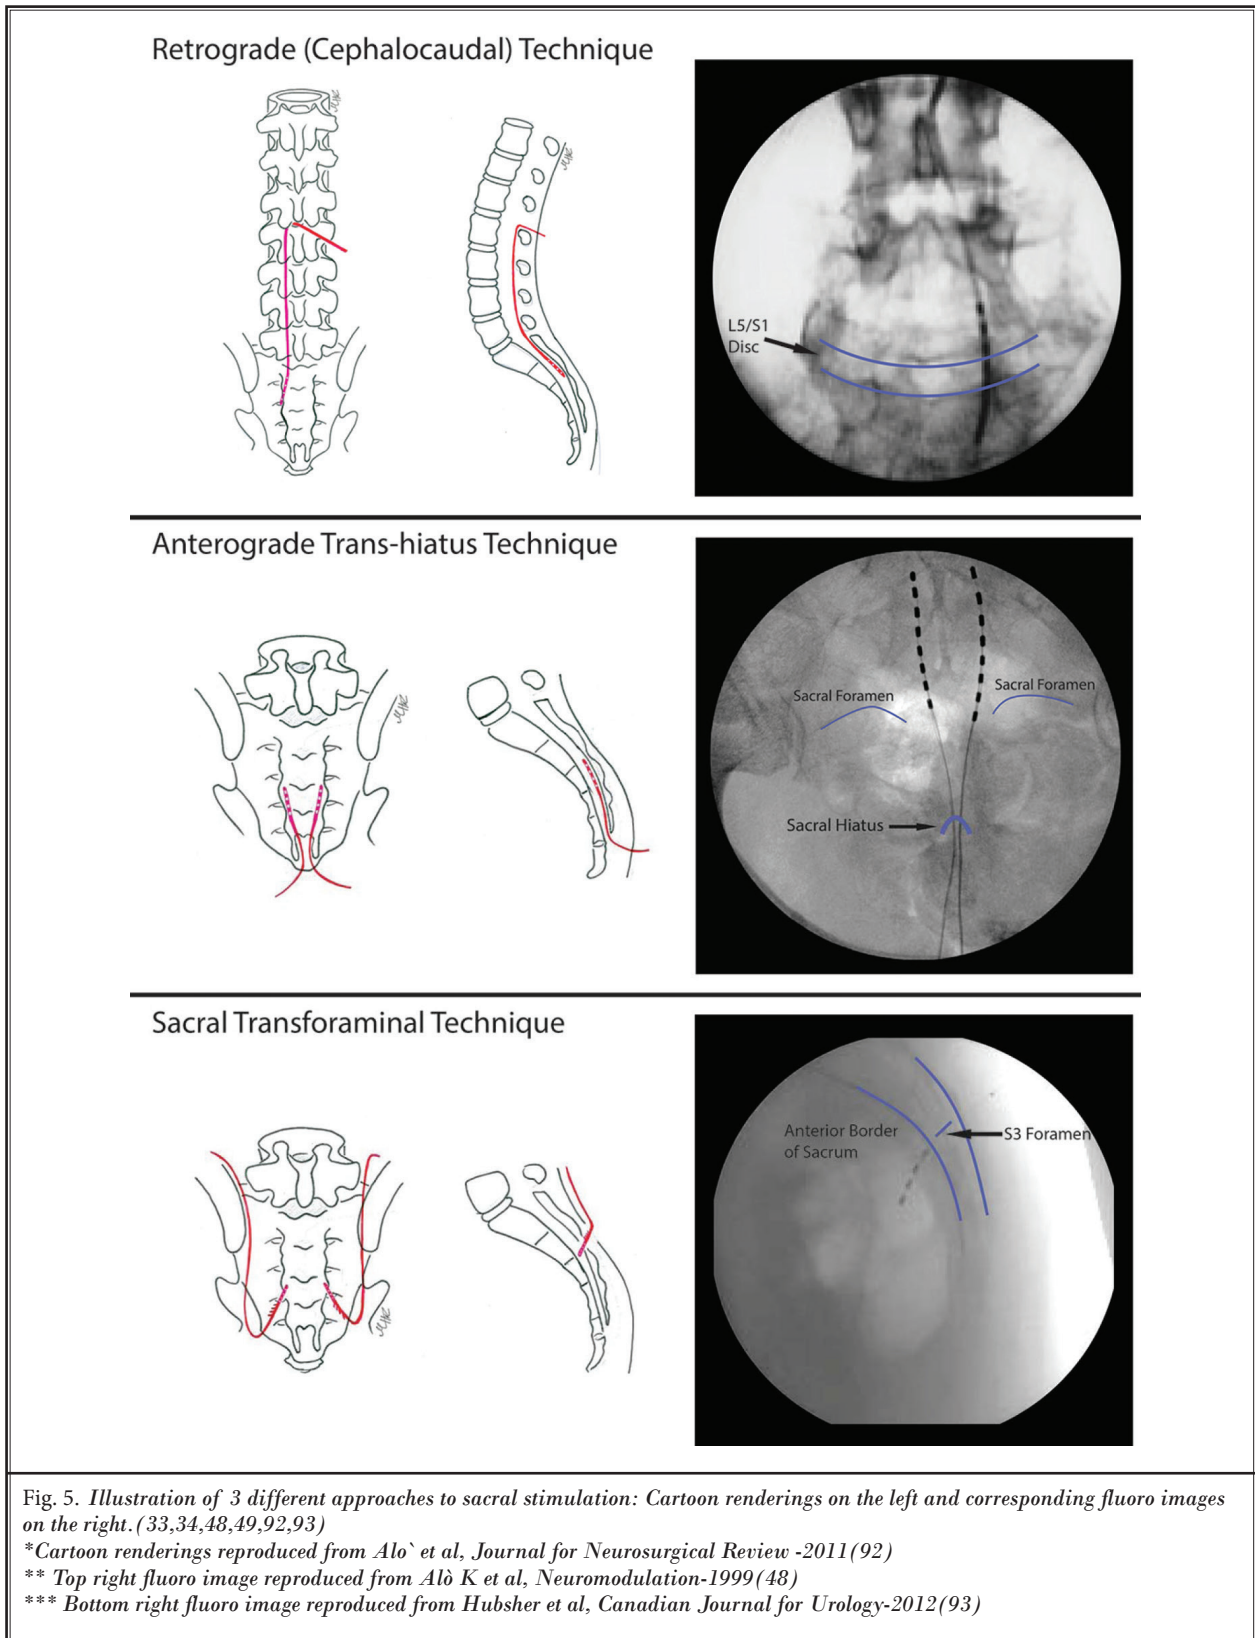 Retrograde (Cephalocaudal) Technique
L5/S1
Disc
Anterograde Trans-hiatus Technique
Sacral Foramen
Sacral Foramen
Sacral Hiatus
Sacral Transforaminal Technique
Anterior Border
of Sacrum
S3 Foramen
Fig. 5. Illustration of 3 different approaches to sacral stimulation: Cartoon renderings on the left and corresponding fluoro images
on the right.(33,34,48,49,92,93)
*Cartoon renderings reproduced from Alo` et al, Journal for Neurosurgical Review -2011(92)
** Top right fluoro image reproduced from Alò K et al, Neuromodulation-1999(48)
*** Bottom right fluoro image reproduced from Hubsher et al, Canadian Journal for Urology-2012(93)